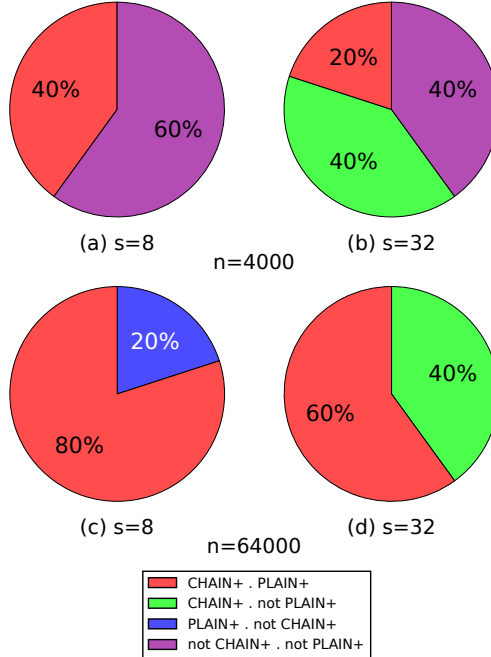 40%
60%
20%
40%
40%
(a) s=8
(b) s=32
n=4000
20%
80%
40%
60%
(c) s=8
(d) s=32
n=64000
CHAIN+ . PLAIN+
CHAIN+ . not PLAIN+
PLAIN+ . not CHAIN+
not CHAIN+ . not PLAIN+